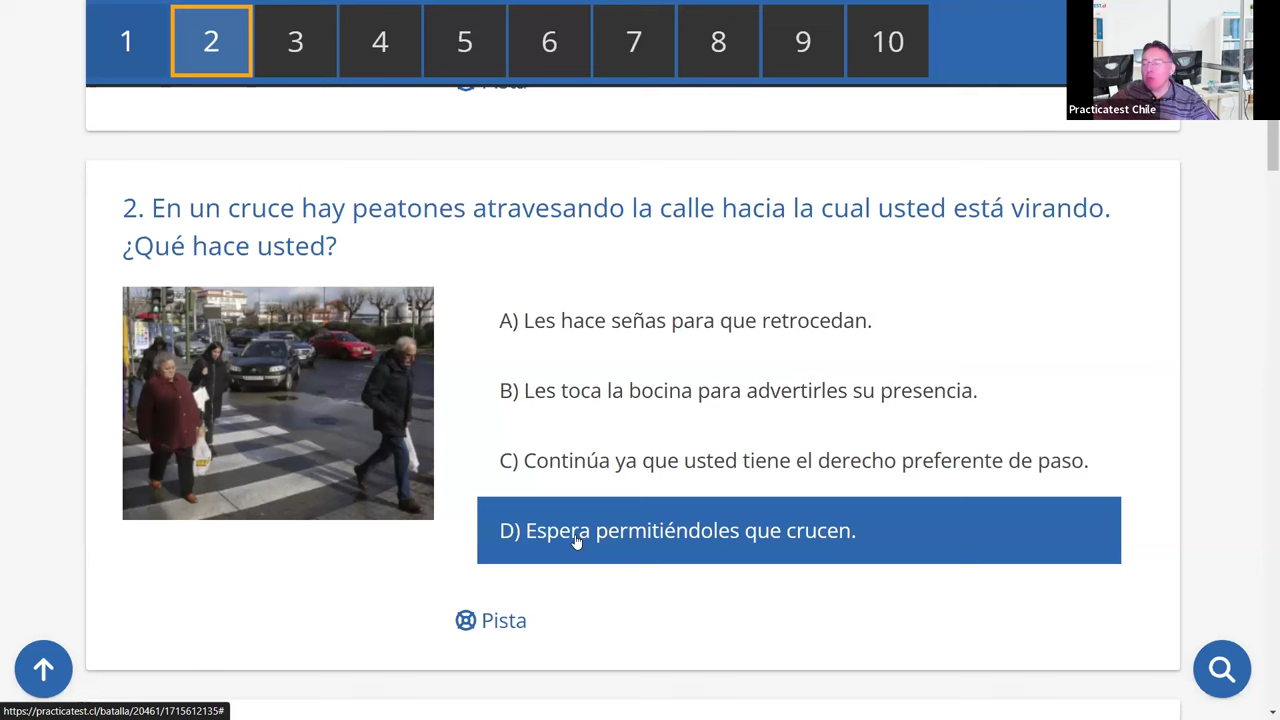 1 2 3 4 5 6 7 8 9 10
Practicatest Chile
2. En un cruce hay peatones atravesando la calle hacia la cual usted está virando.
¿Qué hace usted?
A) Les hace señas para que retrocedan.
B) Les toca la bocina para advertirles su presencia.
C) Continúa ya que usted tiene el derecho preferente de paso.
D) Espera permitiéndoles que crucen.
Pista
https://practicatest.cl/batalla/20461/1715612135#